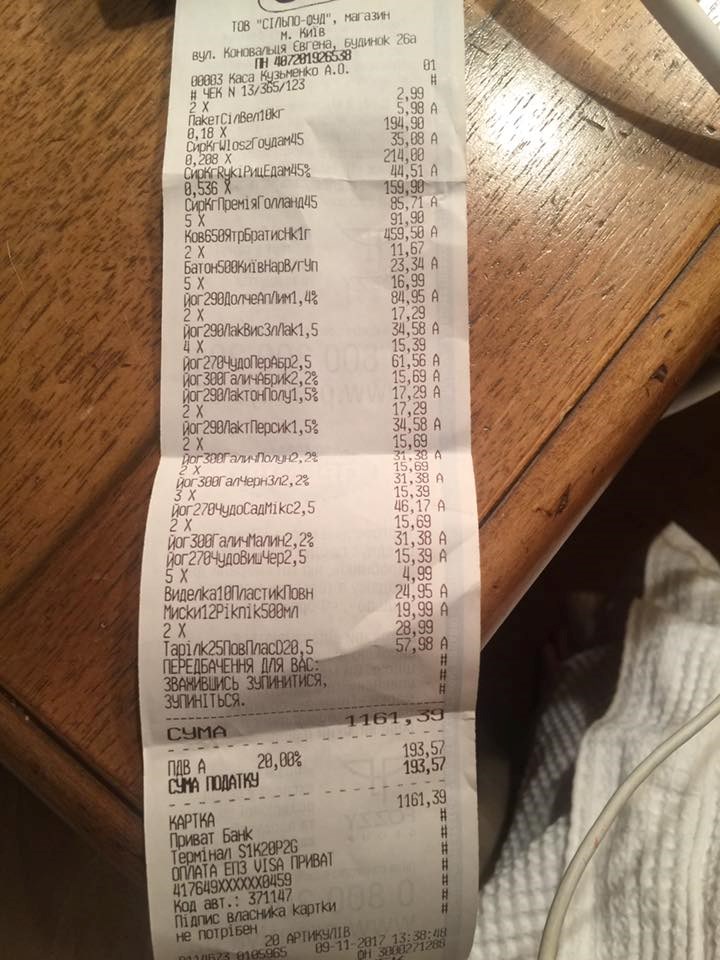 ТОВ "СІЛЬПО-ФУД", магазин
м. Київ
вул. Коновальця Євгена, будинок 26а
ПН 407201926538
00003 Каса Кузьменко А.О. 01
# ЧЕК N 13/365/123 #
2 X 2,99
ПакетСілВел10кг 5,98 А
0,18 X 194,90
СирКгWloszГоудам45 35,08 А
0,208 X 214,00
СирКгRykiРицЕдам45% 44,51 А
0,536 X 159,90
СирКгПреміяГолланд45 85,71 А
5 X 91,90
Ков650ЯтрБратисНк1г 459,50 А
2 X 11,67
Батон500КиївНарВ/гУп 23,34 А
5 X 16,99
Йог290ДолчеАпЛим1,4% 84,95 А
2 X 17,29
Йог290ЛакВисЗлЛак1,5 34,58 А
4 X 15,39
Йог270ЧудоПерАбр2,5 61,56 А
Йог300ГаличАбрик2,2% 15,69 А
Йог290ЛактонПолу1,5% 17,29 А
2 X 17,29
Йог290ЛактПерсик1,5% 34,58 А
2 X 15,69
Йог300ГаличПолун2,2% 31,38 А
2 X 15,69
Йог300ГалЧернЗл2,2% 31,38 А
3 X 15,39
Йог270ЧудоСадМікс2,5 46,17 А
2 X 15,69
Йог300ГаличМалин2,2% 31,38 А
Йог270ЧудоВишЧер2,5 15,39 А
5 X 4,99
Виделка10ПластикПовн 24,95 А
Миски12Piknik500мл 19,99 А
2 X 28,99
Тарілк25ПовПласD20,5 57,98 А
ПЕРЕДБАЧЕННЯ ДЛЯ ВАС: #
ЗВАЖИВШИСЬ ЗУПИНИТИСЯ, #
ЗУПИНІТЬСЯ. #
СУМА 1161,39
ПДВ А 20,00% 193,57
СУМА ПОДАТКУ 193,57
КАРТКА 1161,39
Приват Банк #
Термінал S1K20P2G #
ОПЛАТА ЕПЗ VISA ПРИВАТ #
417649XXXXXX0459 #
Код авт.: 371147 #
Підпис власника картки #
не потрібен #
20 АРТИКУЛІВ
0105965 09-11-2017 13:38:48
ФН 3000271288